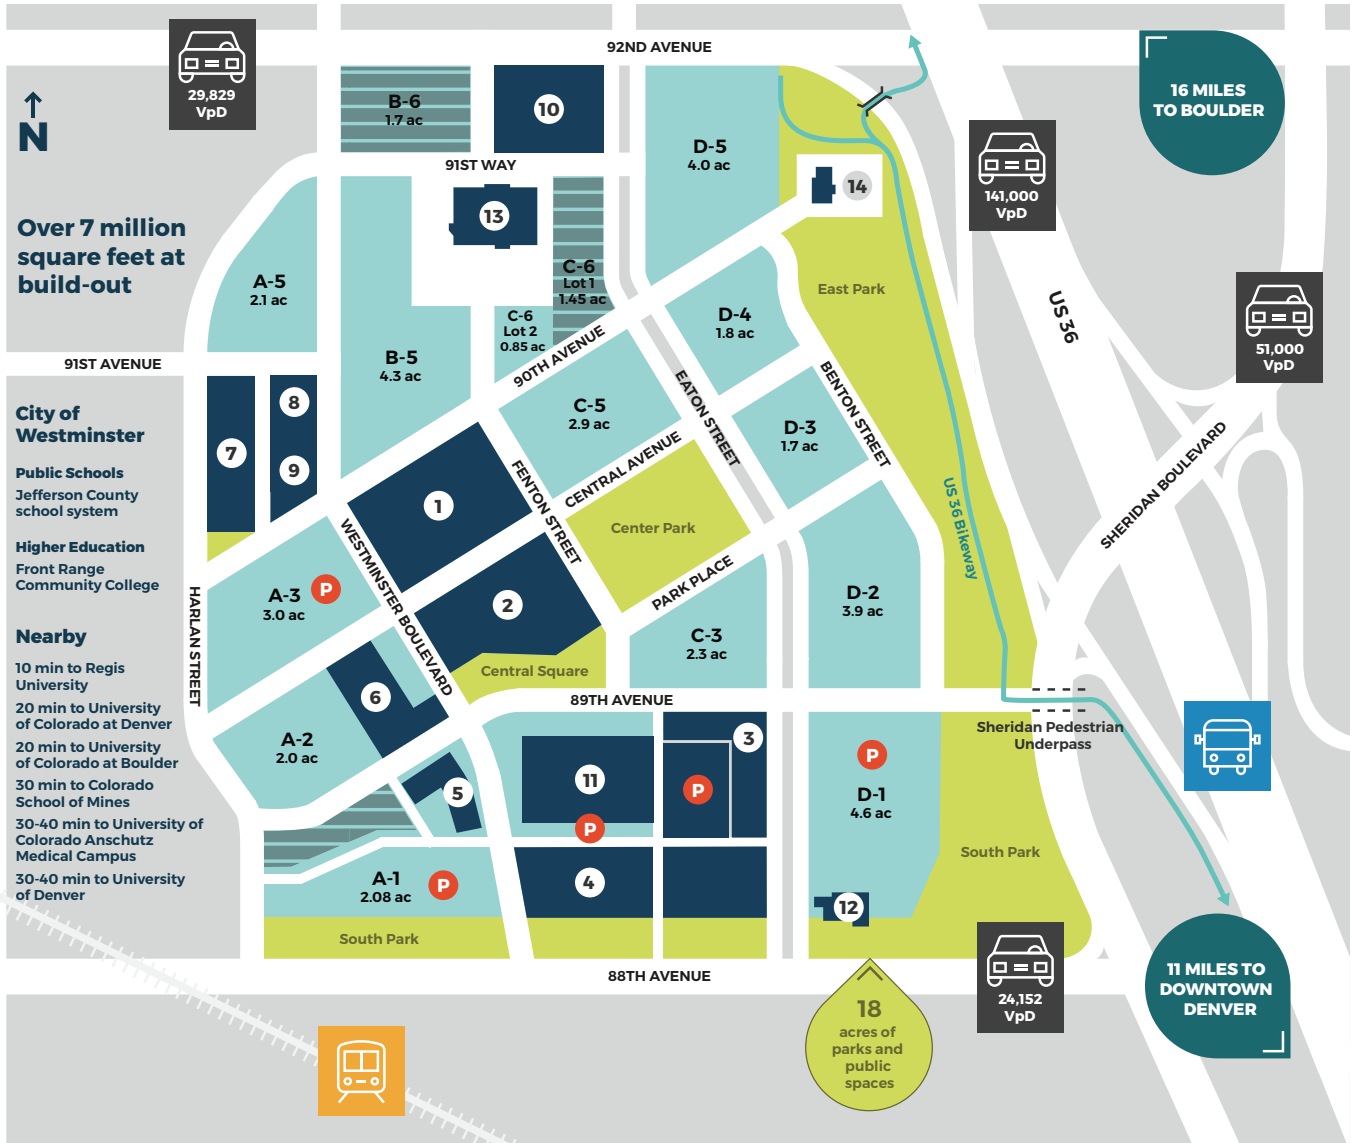 92ND AVENUE
29,829
VpD
N
B-6
1.7 ac
10
D-5
4.0 ac
16 MILES
TO BOULDER
91ST WAY
13
14
141,000
VpD
Over 7 million
square feet at
build-out
A-5
2.1 ac
C-6
Lot 1
1.45 ac
C-6
Lot 2
0.85 ac
East Park
D-4
1.8 ac
US 36
51,000
VpD
91ST AVENUE
B-5
4.3 ac
90TH AVENUE
C-5
2.9 ac
EATON STREET
BENTON STREET
D-3
1.7 ac
City of
Westminster
Public Schools
Jefferson County
school system
Higher Education
Front Range
Community College
Nearby
10 min to Regis
University
20 min to University
of Colorado at Denver
20 min to University
of Colorado at Boulder
30 min to Colorado
School of Mines
30-40 min to University of
Colorado Anschutz
Medical Campus
30-40 min to University
of Denver
7
8
9
1
FENTON STREET
CENTRAL AVENUE
Center Park
US 36 Bikeway
SHERIDAN BOULEVARD
WESTMINSTER BOULEVARD
HARLAN STREET
A-3
3.0 ac
P
2
PARK PLACE
D-2
3.9 ac
C-3
2.3 ac
Central Square
6
89TH AVENUE
A-2
2.0 ac
3
Sheridan Pedestrian
Underpass
5
11
P
P
P
D-1
4.6 ac
South Park
A-1
2.08 ac
P
4
12
South Park
88TH AVENUE
24,152
VpD
11 MILES TO
DOWNTOWN
DENVER
18
acres of
parks and
public
spaces